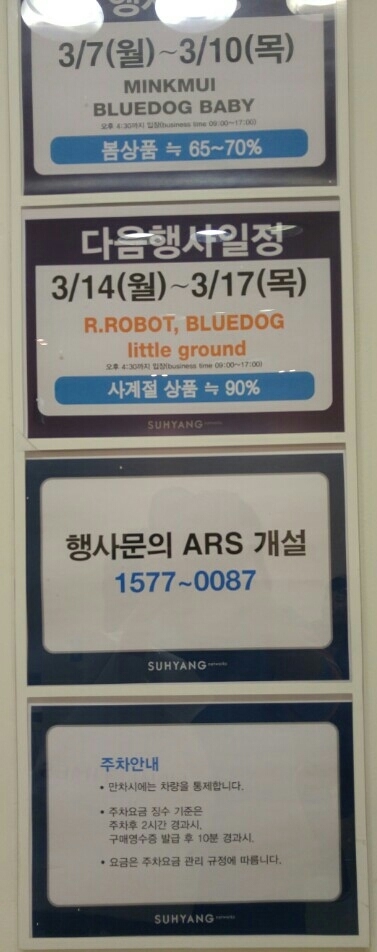 행사
3/7(월)~3/10(목)
MINKMUI
BLUEDOG BABY
오후 4:30까지 입장(business time 09:00~17:00)
봄상품 ≒ 65~70%
다음행사일정
3/14(월)~3/17(목)
R.ROBOT, BLUEDOG
little ground
오후 4:30까지 입장(business time 09:00~17:00)
사계절 상품 ≒ 90%
SUHYANG networks
행사문의 ARS 개설
1577~0087
SUHYANG networks
주차안내
• 만차시에는 차량을 통제합니다.
• 주차요금 징수 기준은
주차후 2시간 경과시,
구매영수증 발급 후 10분 경과시.
• 요금은 주차요금 관리 규정에 따릅니다.
SUHYANG networks